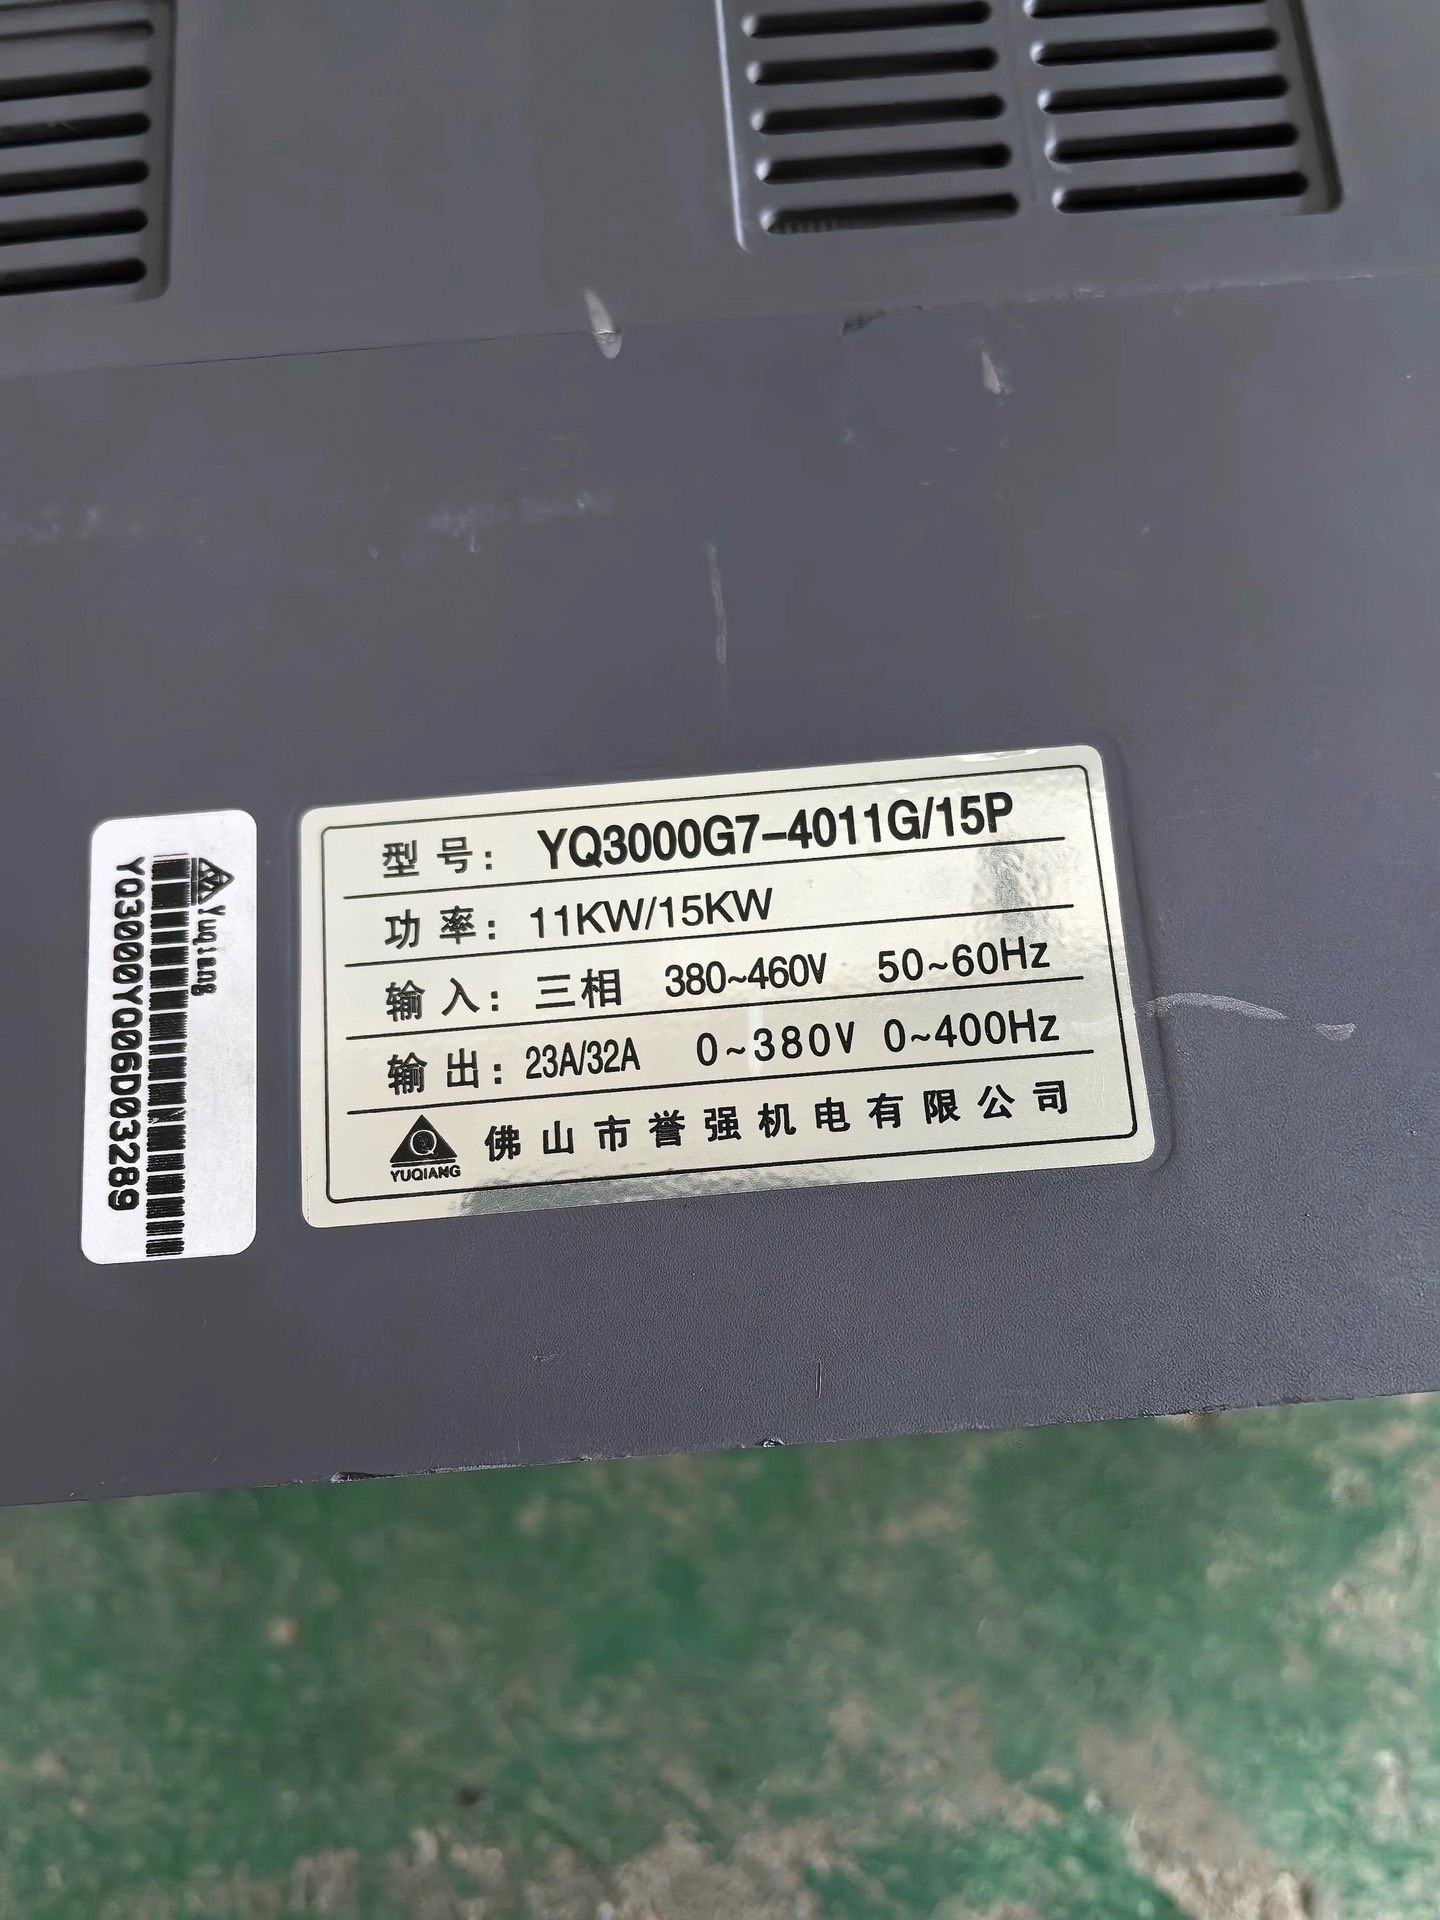 型号: YQ3000G7-4011G/15P
功率: 11KW/15KW
输入: 三相 380~460V 50~60Hz
输出: 23A/32A 0~380V 0~400Hz
YUQIANG 佛山市誉强机电有限公司
Yuqiang
YQ3000YQ06D03289